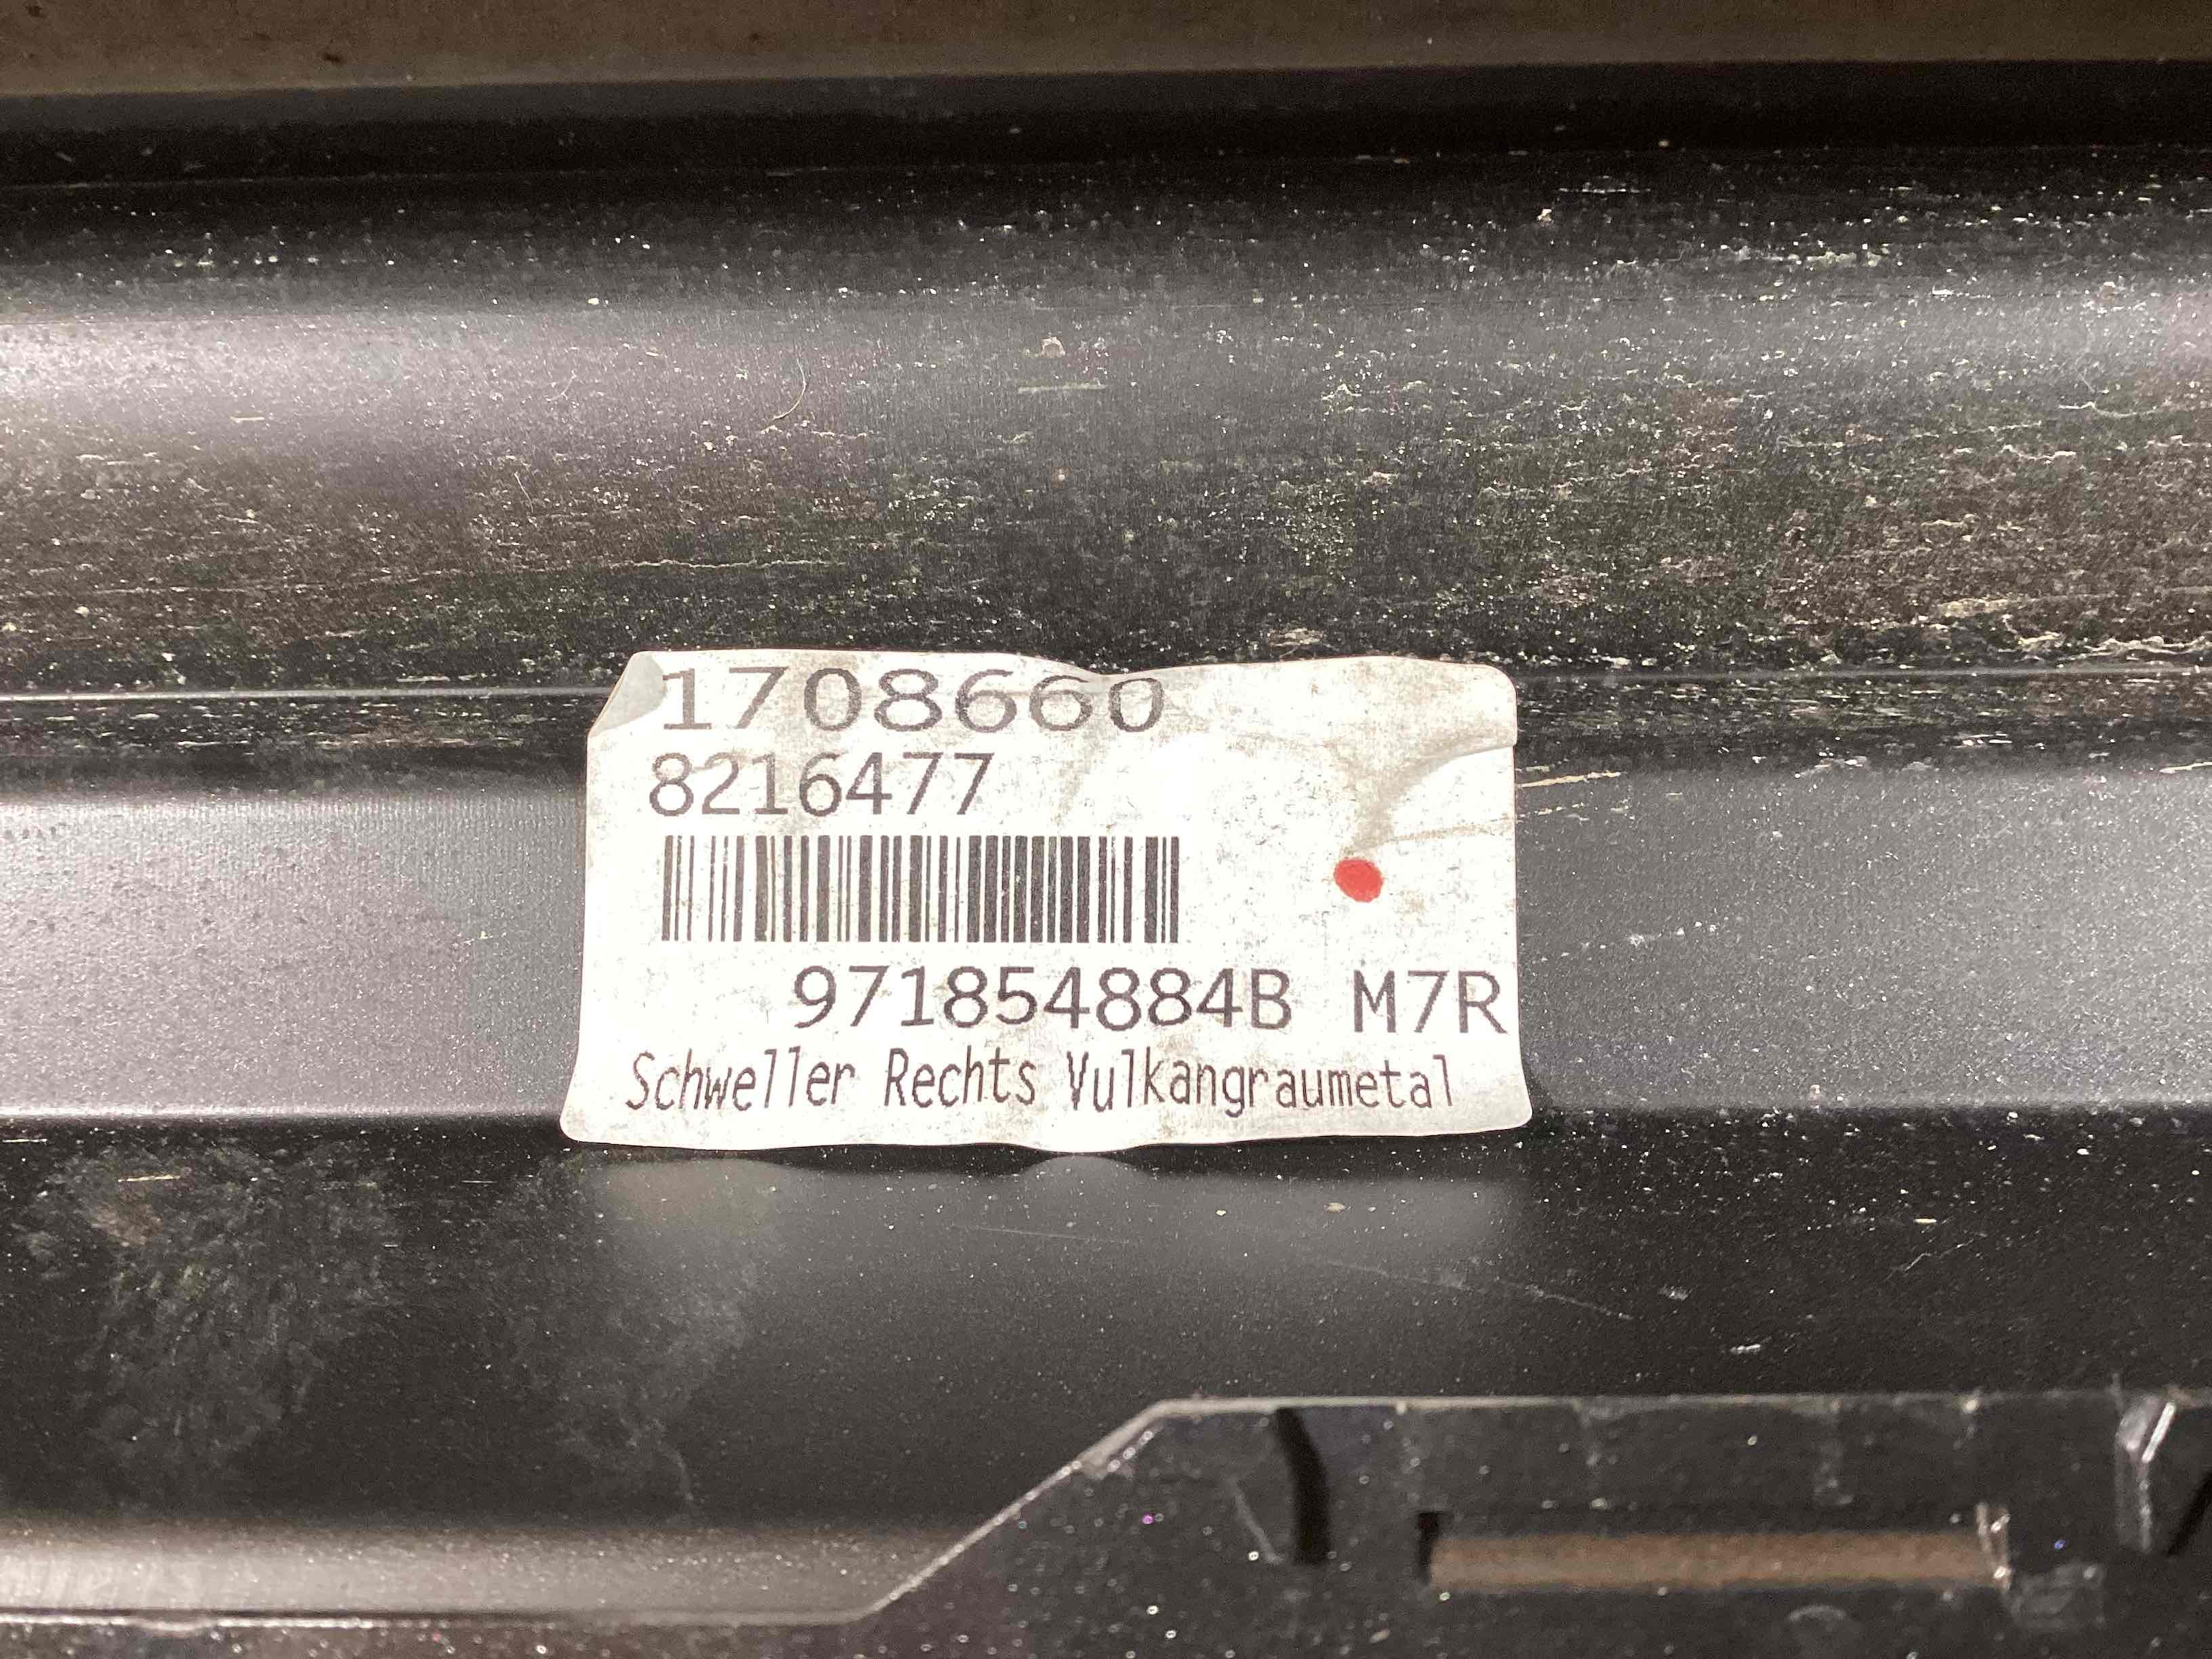 1708660
8216477
971854884B M7R
Schweller Rechts Vulkangraumetal